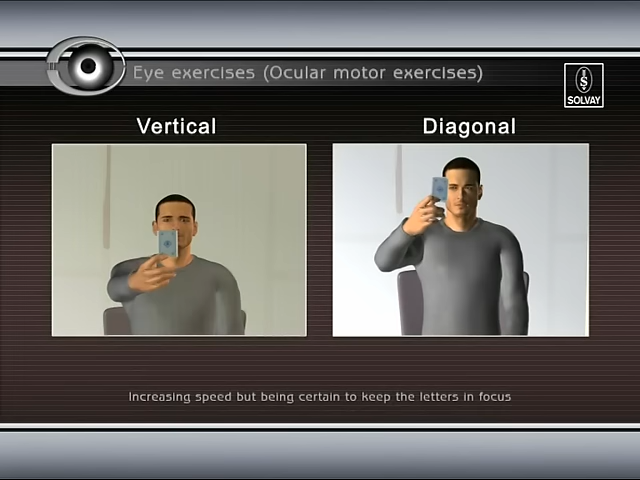 Eye exercises (Ocular motor exercises)
S
SOLVAY
Vertical
Diagonal
Increasing speed but being certain to keep the letters in focus